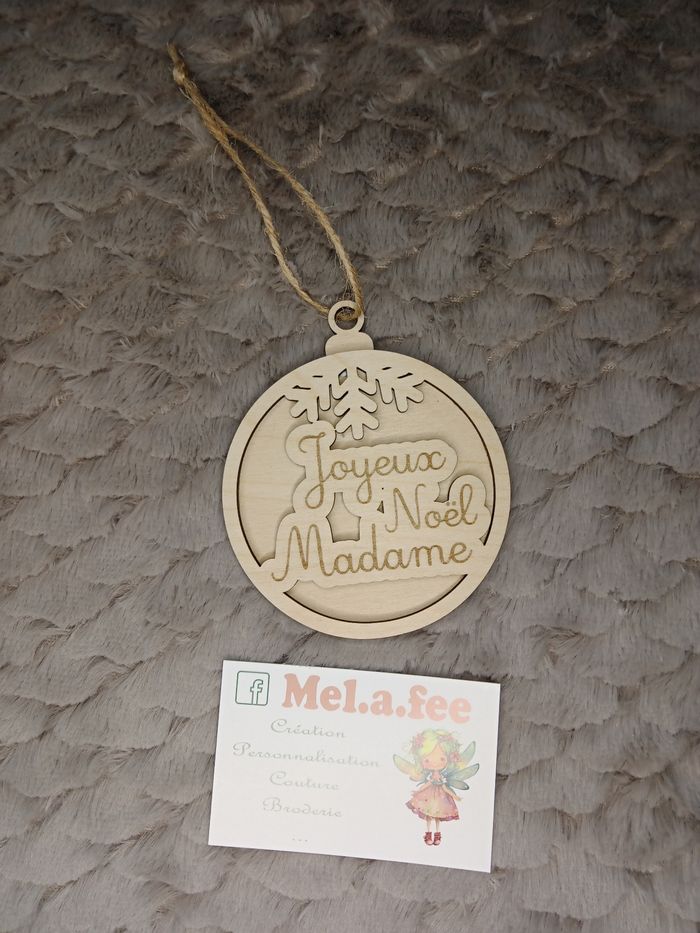 Joyeux
Noël
Madame
f Mel.a.fee
Création
Personnalisation
Couture
Broderie
...